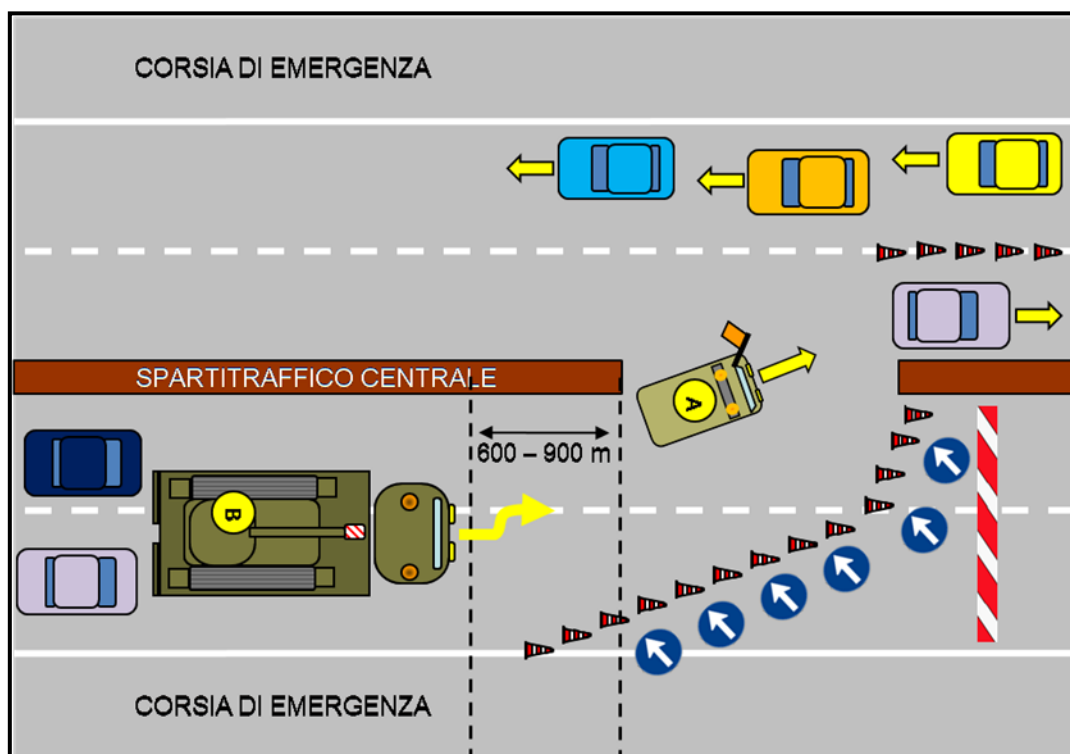 CORSIA DI EMERGENZA
SPARTITRAFFICO CENTRALE
A
600 – 900 m
B
CORSIA DI EMERGENZA